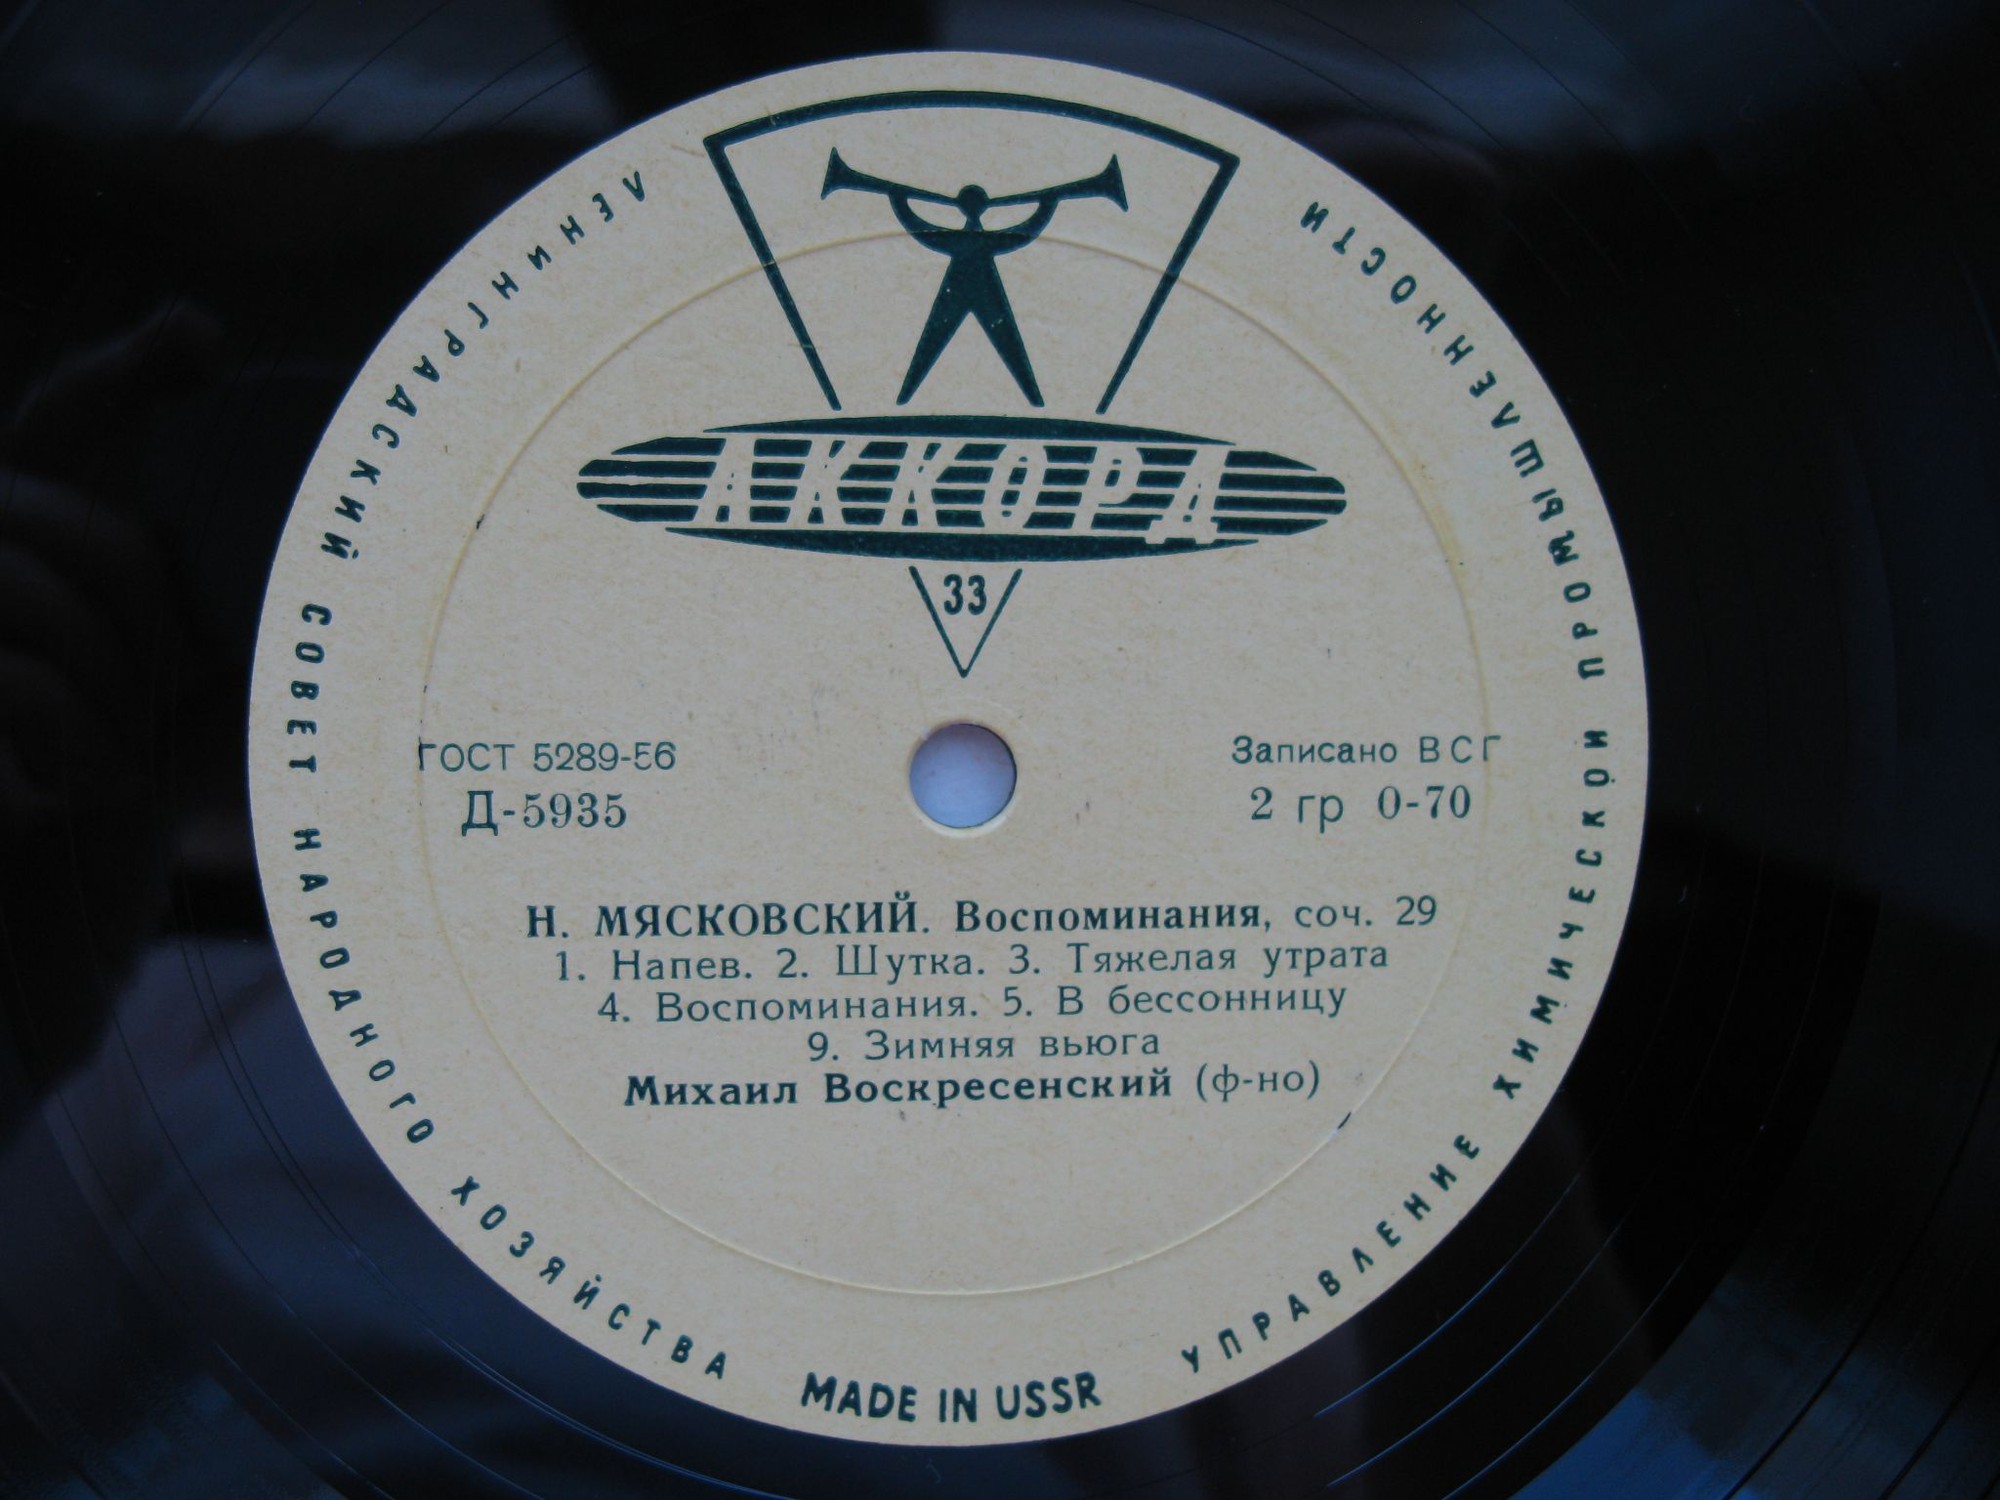 АККОРД
33
ГОСТ 5289-56
Д-5935
Записано ВСГ
2 гр 0-70
Н. МЯСКОВСКИЙ. Воспоминания, соч. 29
1. Напев. 2. Шутка. 3. Тяжелая утрата
4. Воспоминания. 5. В бессонницу
9. Зимняя вьюга
Михаил Воскресенский (ф-но)
ЛЕНИНГРАДСКИЙ СОВЕТ НАРОДНОГО ХОЗЯЙСТВА
MADE IN USSR
УПРАВЛЕНИЕ ХИМИЧЕСКОЙ ПРОМЫШЛЕННОСТИ